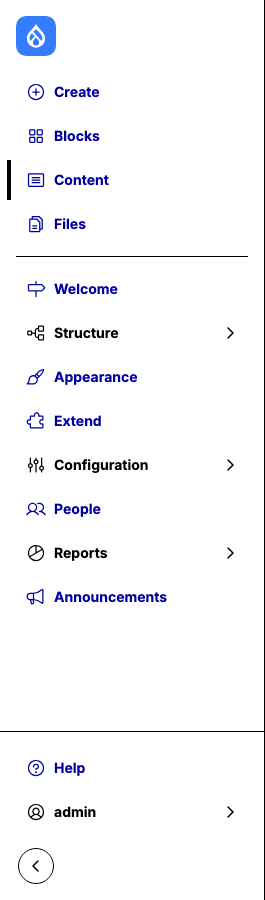 Create
Blocks
Content
Files
Welcome
Structure
Appearance
Extend
Configuration
People
Reports
Announcements
Help
admin